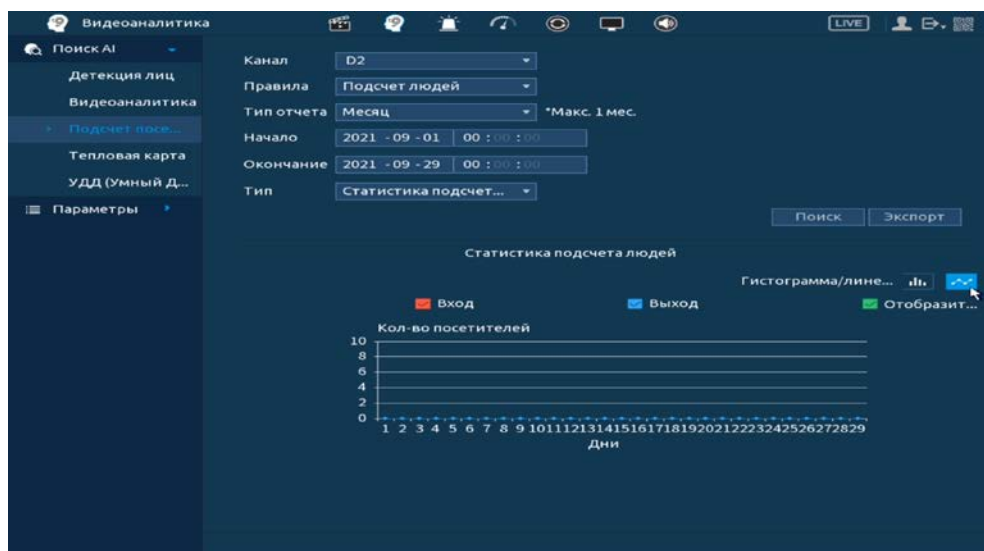 Видеоаналитика LIVE
Поиск AI
Детекция лиц
Видеоаналитика
Подсчет посе...
Тепловая карта
УДД (Умный Д...
Параметры
Канал D2
Правила Подсчет людей
Тип отчета Месяц *Макс. 1 мес.
Начало 2021 - 09 - 01 00 : 00 : 00
Окончание 2021 - 09 - 29 00 : 00 : 00
Тип Статистика подсчет...
Поиск Экспорт
Статистика подсчета людей
Гистограмма/лине...
Вход Выход Отобразит...
Кол-во посетителей
10
8
6
4
2
0
1 2 3 4 5 6 7 8 9 10 11 12 13 14 15 16 17 18 19 20 21 22 23 24 25 26 27 28 29
Дни